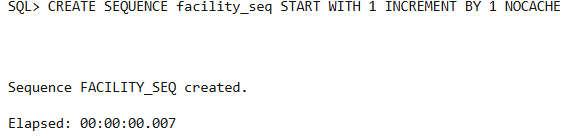 SQL> CREATE SEQUENCE facility_seq START WITH 1 INCREMENT BY 1 NOCACHE
Sequence FACILITY_SEQ created.
Elapsed: 00:00:00.007